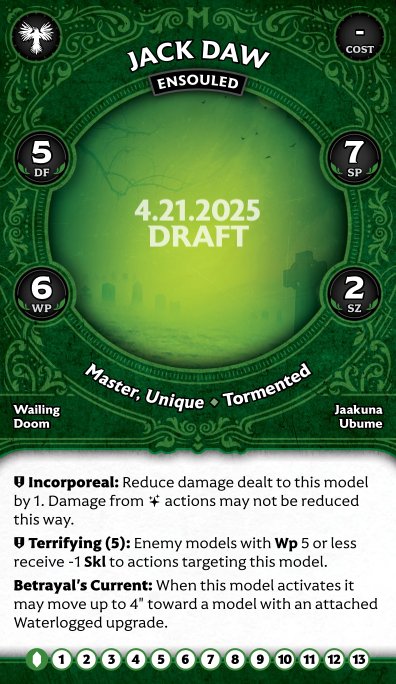 JACK DAW
ENSOULED
-
COST
5
DF
7
SP
4.21.2025
DRAFT
6
WP
2
SZ
Master, Unique ◆ Tormented
Wailing
Doom
Jaakuna
Ubume
Incorporeal: Reduce damage dealt to this model
by 1. Damage from actions may not be reduced
this way.
Terrifying (5): Enemy models with Wp 5 or less
receive -1 Skl to actions targeting this model.
Betrayal's Current: When this model activates it
may move up to 4" toward a model with an attached
Waterlogged upgrade.
1 2 3 4 5 6 7 8 9 10 11 12 13